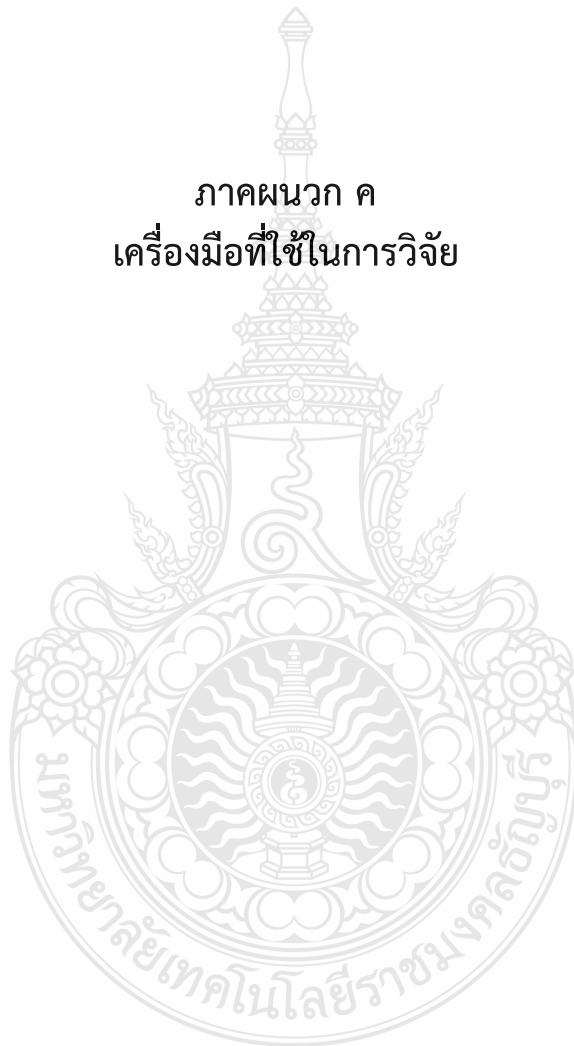 ภาคผนวก ค
เครื่องมือที่ใช้ในการวิจัย
มหาวิทยาลัยเทคโนโลยีราชมงคลธัญบุรี